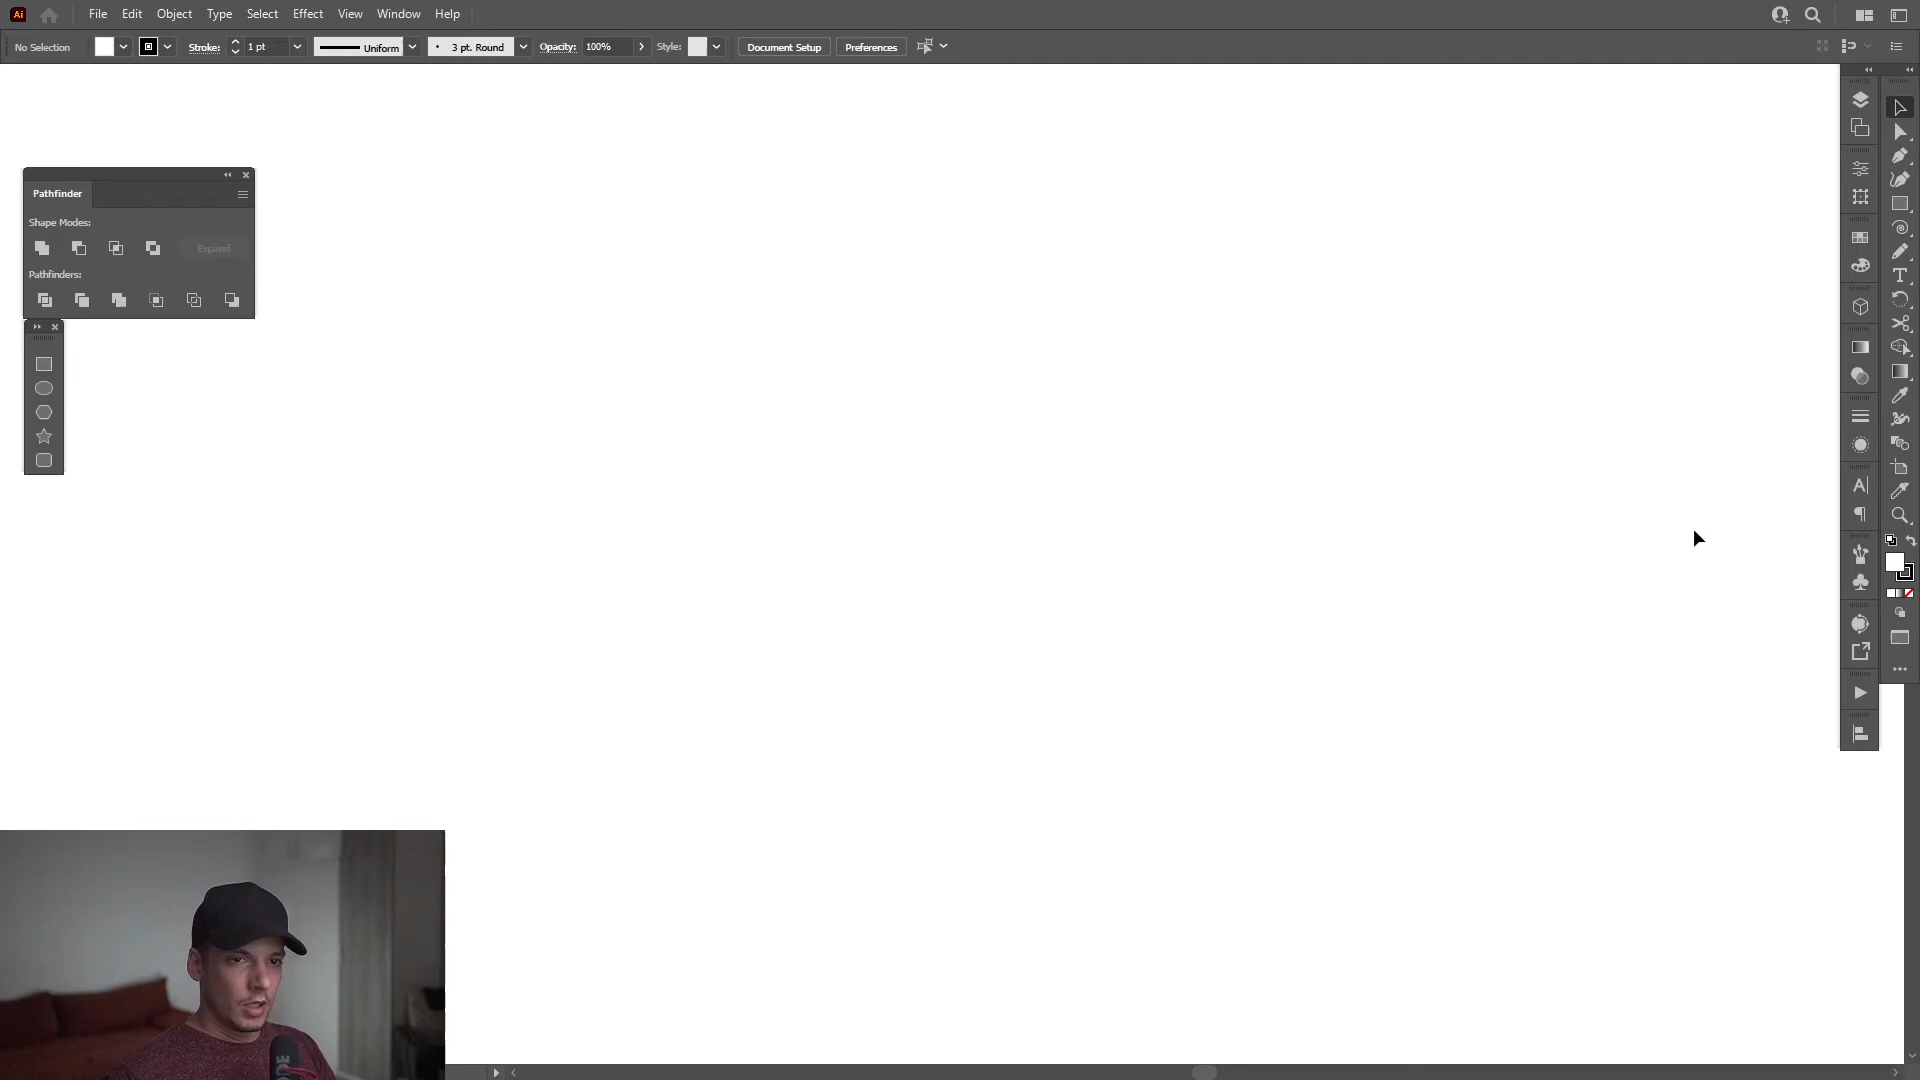 Ai File Edit Object Type Select Effect View Window Help
No Selection Stroke: 1 pt Uniform 3 pt. Round Opacity: 100% Style: Document Setup Preferences
Pathfinder
Shape Modes:
Expand
Pathfinders: